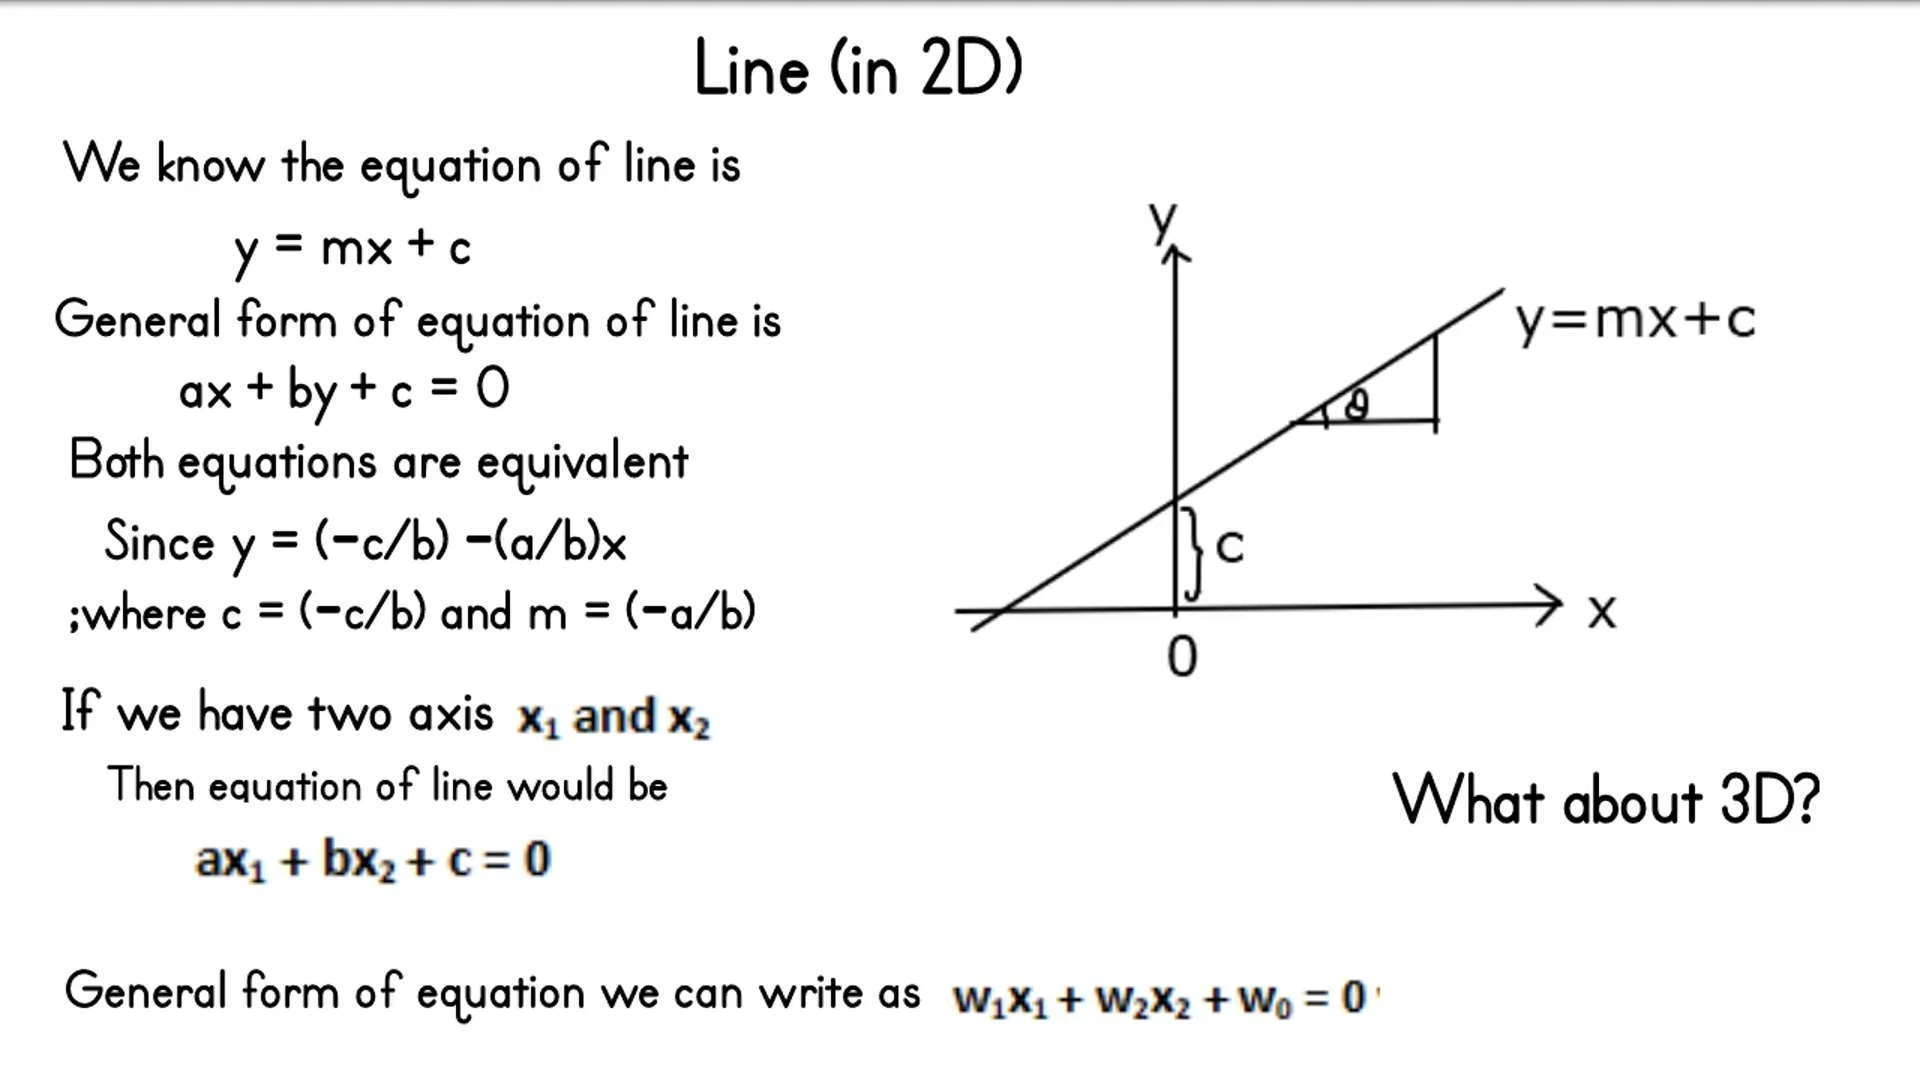 Line (in 2D)
We know the equation of line is
y = mx + c
General form of equation of line is
ax + by + c = 0
Both equations are equivalent
Since y = (-c/b) -(a/b)x
;where c = (-c/b) and m = (-a/b)
If we have two axis x₁ and x₂
Then equation of line would be
ax₁ + bx₂ + c = 0
General form of equation we can write as w₁x₁ + w₂x₂ + w₀ = 0
y
y=mx+c
θ
c
x
0
What about 3D?